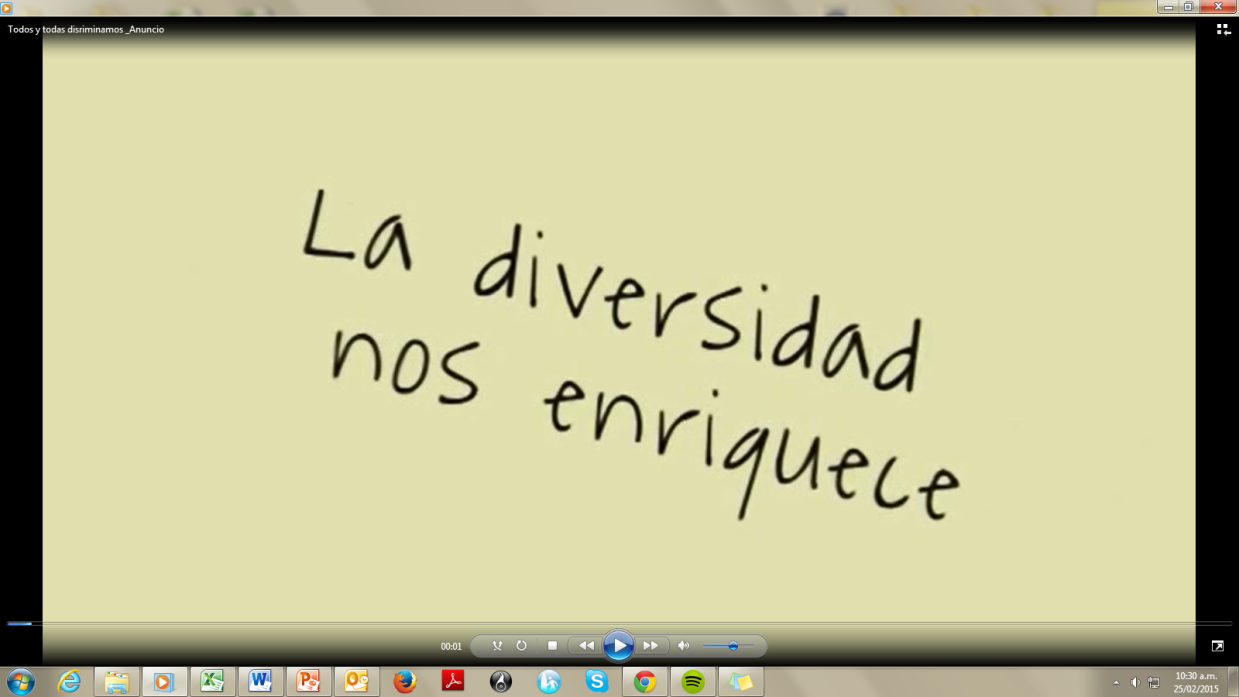 Todos y todas disriminamos _Anuncio
La diversidad
nos enriquece
00:01
10:30 a.m.
25/02/2015